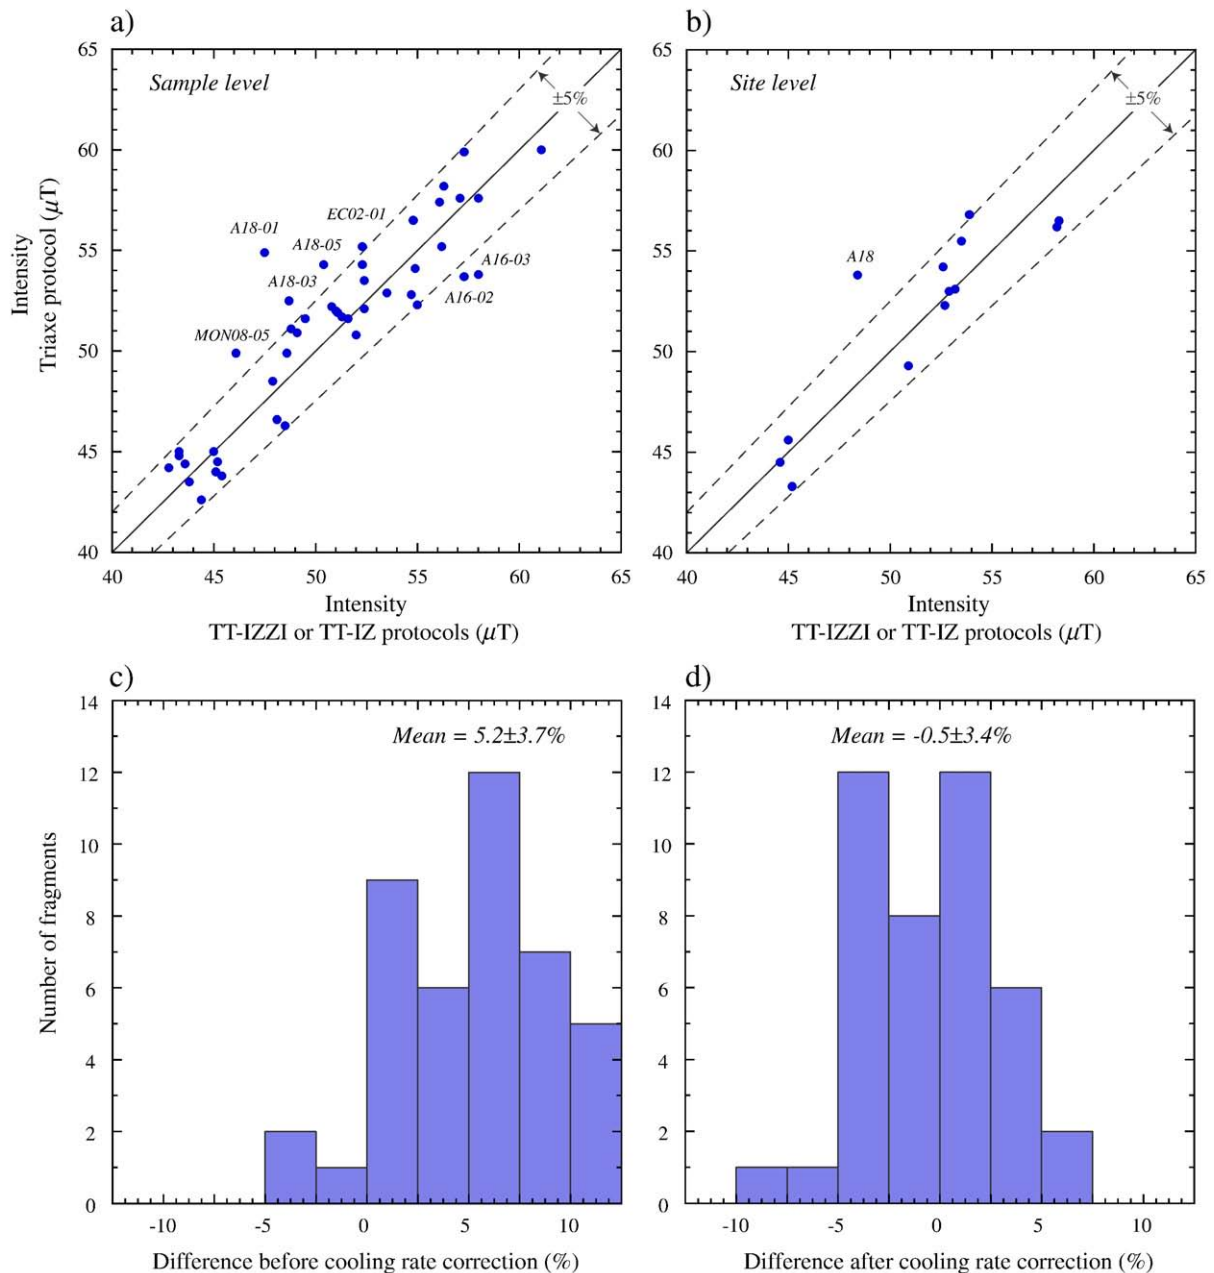 a)
65
60
55
50
45
40
Intensity
Triaxe protocol (μT)
Sample level
±5%
EC02-01
A18-01
A18-05
A16-03
A18-03
A16-02
MON08-05
40 45 50 55 60 65
Intensity
TT-IZZI or TT-IZ protocols (μT)
b)
65
60
55
50
45
40
Site level
±5%
A18
40 45 50 55 60 65
Intensity
TT-IZZI or TT-IZ protocols (μT)
c)
14
12
10
8
6
4
2
0
Number of fragments
Mean = 5.2±3.7%
-10 -5 0 5 10
Difference before cooling rate correction (%)
d)
14
12
10
8
6
4
2
0
Mean = -0.5±3.4%
-10 -5 0 5 10
Difference after cooling rate correction (%)